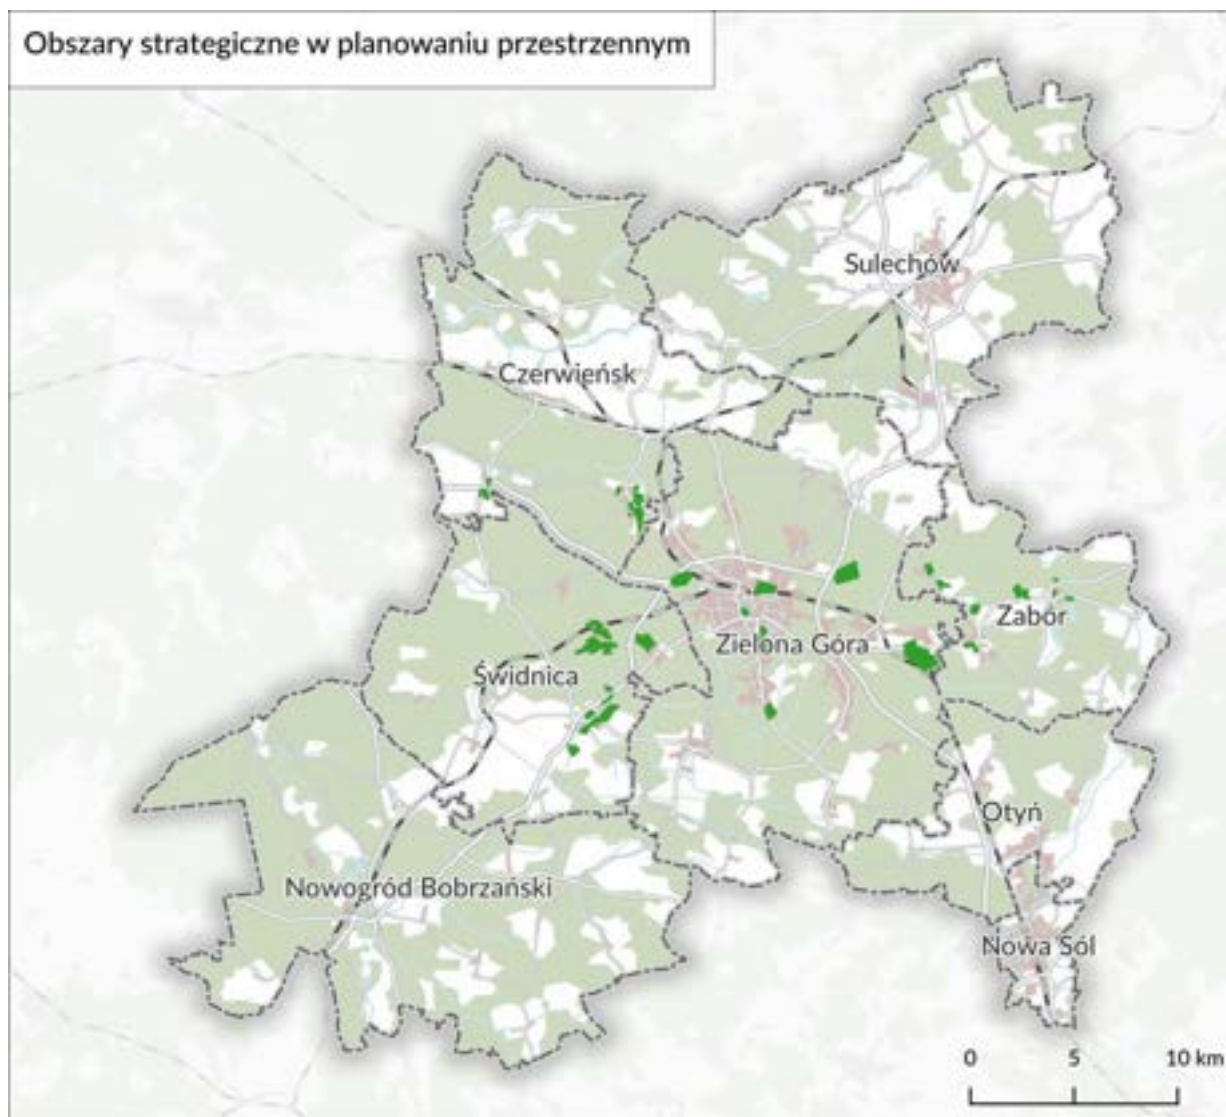 Obszary strategiczne w planowaniu przestrzennym
Sulechów
Czerwieńsk
Zabór
Zielona Góra
Świdnica
Otyń
Nowogród Bobrzański
Nowa Sól
0 5 10 km